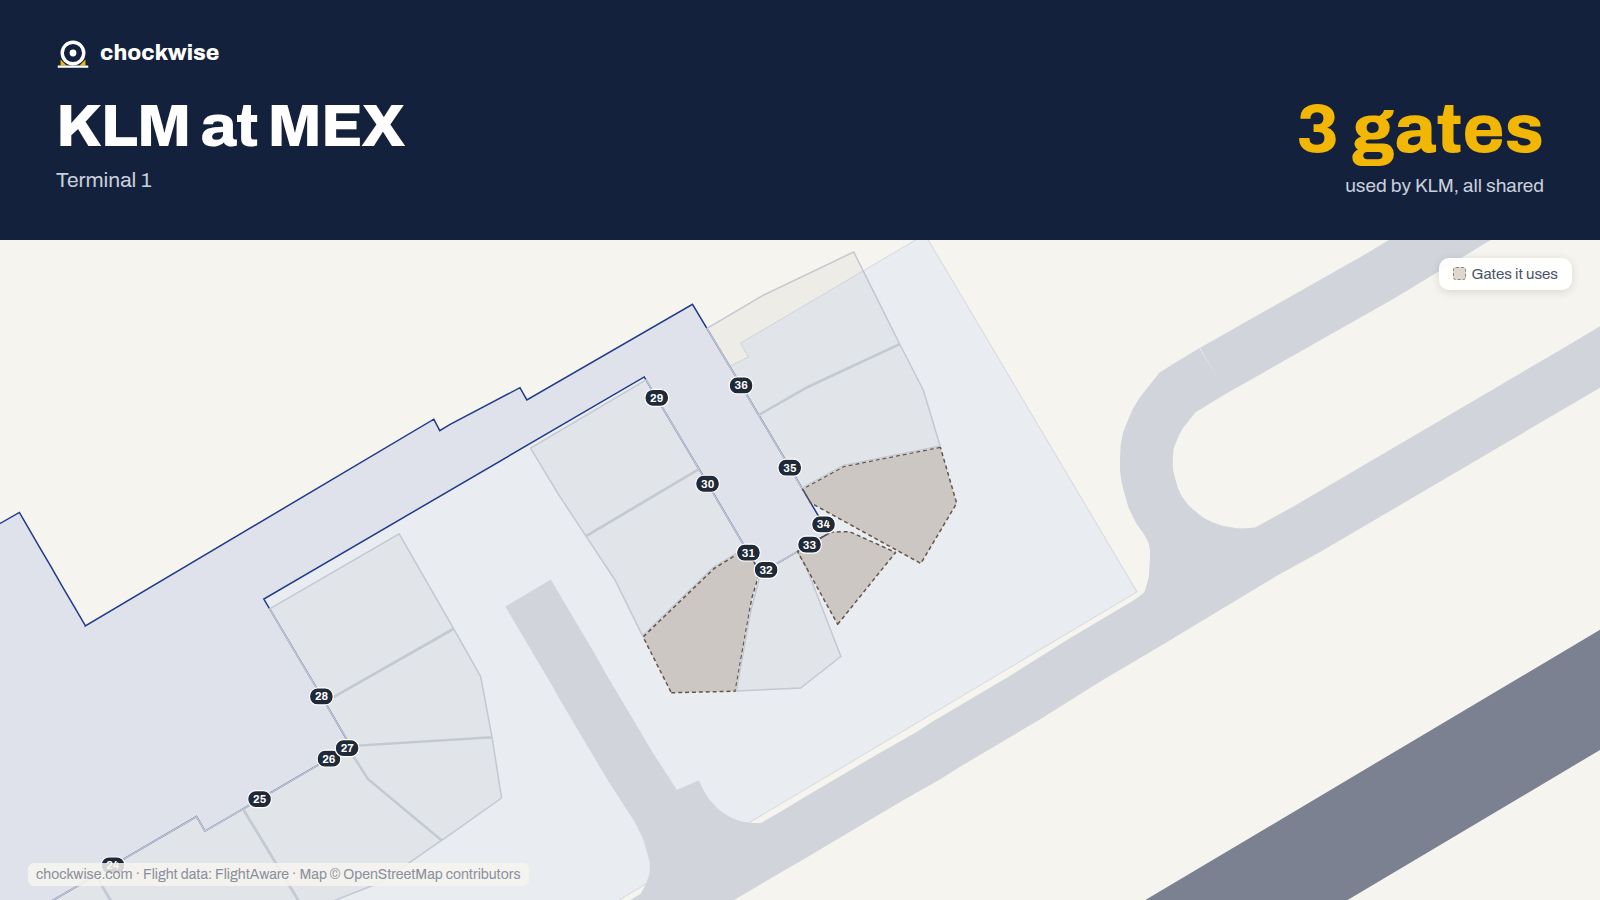 chockwise
KLM at MEX
Terminal 1
3 gates
used by KLM, all shared
Gates it uses
36
29
35
30
34
33
31
32
28
27
26
25
chockwise.com · Flight data: FlightAware · Map © OpenStreetMap contributors